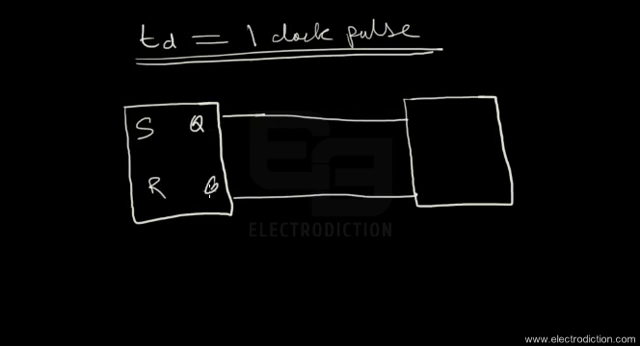 td = 1 clock pulse
S Q
R Q
ELECTRODICTION
www.electrodiction.com